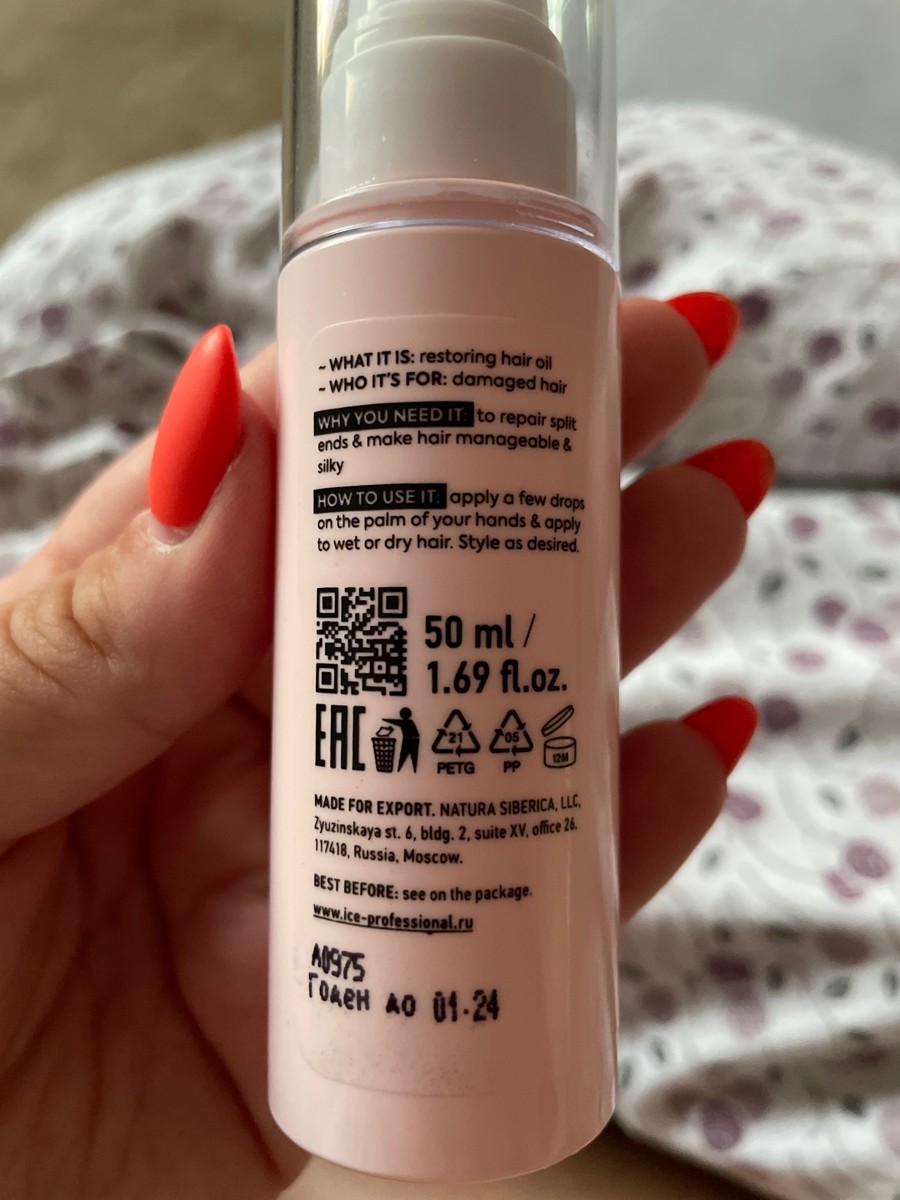 ~ WHAT IT IS: restoring hair oil
~ WHO IT'S FOR: damaged hair
WHY YOU NEED IT: to repair split
ends & make hair manageable &
silky
HOW TO USE IT: apply a few drops
on the palm of your hands & apply
to wet or dry hair. Style as desired.
50 ml /
1.69 fl.oz.
EAC
21
PETG
05
PP
12M
MADE FOR EXPORT. NATURA SIBERICA, LLC,
Zyuzinskaya st. 6, bldg. 2, suite XV, office 26,
117418, Russia, Moscow.
BEST BEFORE: see on the package.
www.ice-professional.ru
A0975
Годен до 01.24